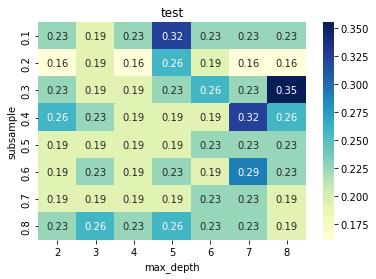 test
0.1 0.23 0.19 0.23 0.32 0.23 0.23 0.23
0.2 0.16 0.19 0.16 0.26 0.19 0.16 0.16
0.3 0.23 0.19 0.19 0.23 0.26 0.23 0.35
0.4 0.26 0.23 0.19 0.19 0.19 0.32 0.26
0.5 0.19 0.19 0.19 0.19 0.23 0.23 0.23
0.6 0.19 0.23 0.19 0.23 0.19 0.29 0.23
0.7 0.19 0.19 0.19 0.19 0.23 0.23 0.19
0.8 0.23 0.26 0.23 0.26 0.23 0.23 0.19
2 3 4 5 6 7 8
max_depth
subsample
0.350
0.325
0.300
0.275
0.250
0.225
0.200
0.175